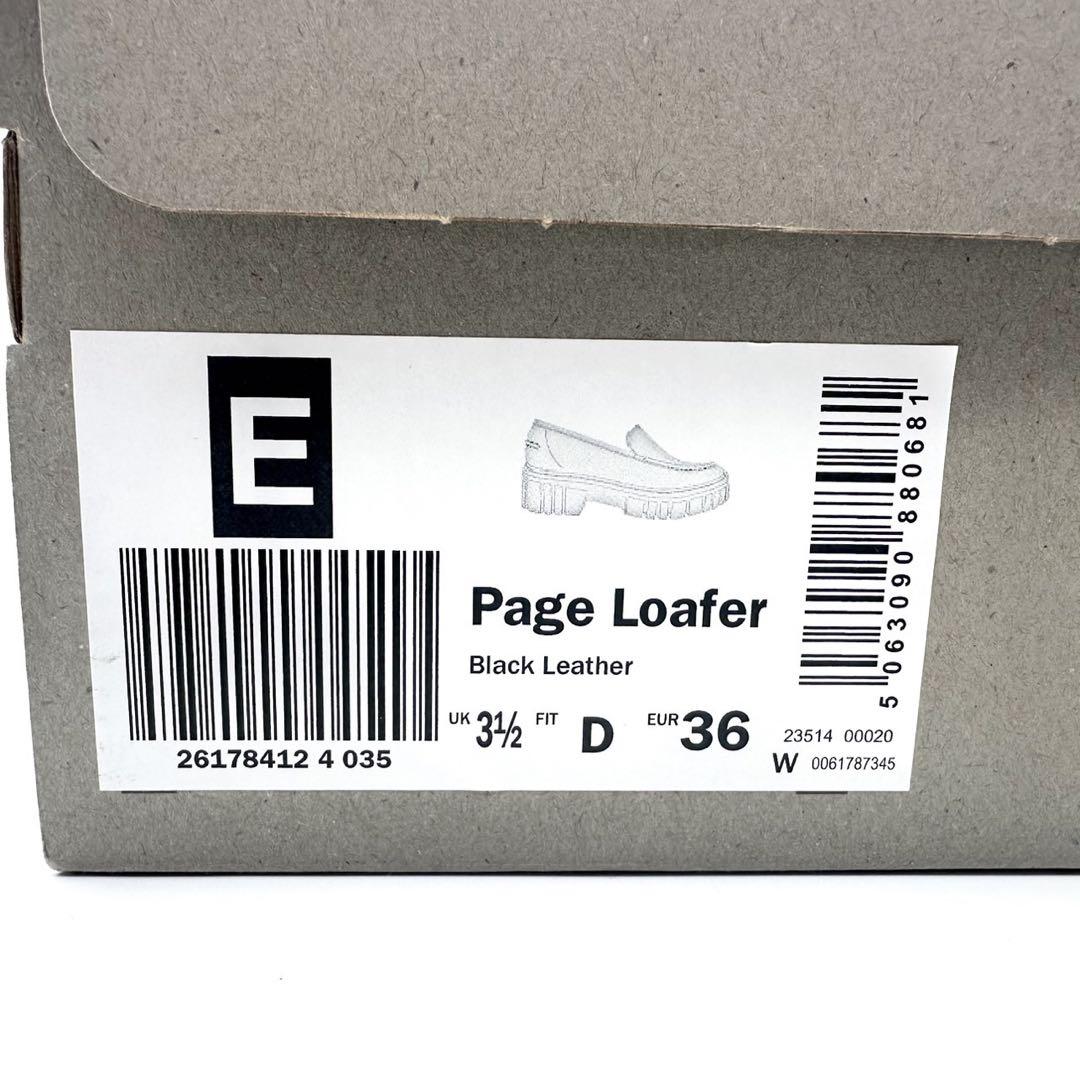 E
26178412 4 035
Page Loafer
Black Leather
UK 3½ FIT D EUR 36
5 063090 880681
23514 00020
W 0061787345